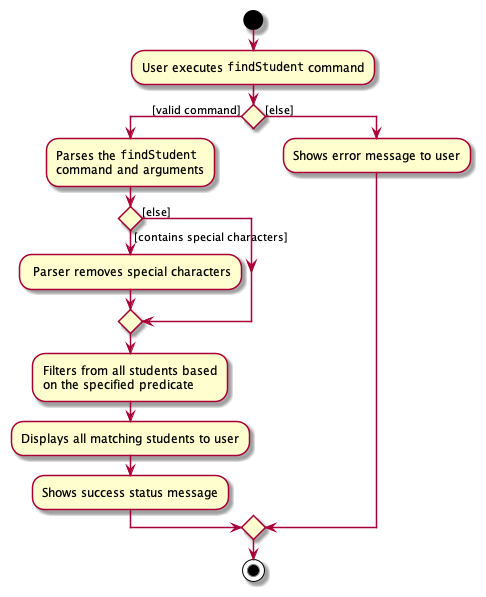 User executes findStudent command
[valid command]
[else]
Parses the findStudent
command and arguments
Shows error message to user
[else]
[contains special characters]
Parser removes special characters
Filters from all students based
on the specified predicate
Displays all matching students to user
Shows success status message